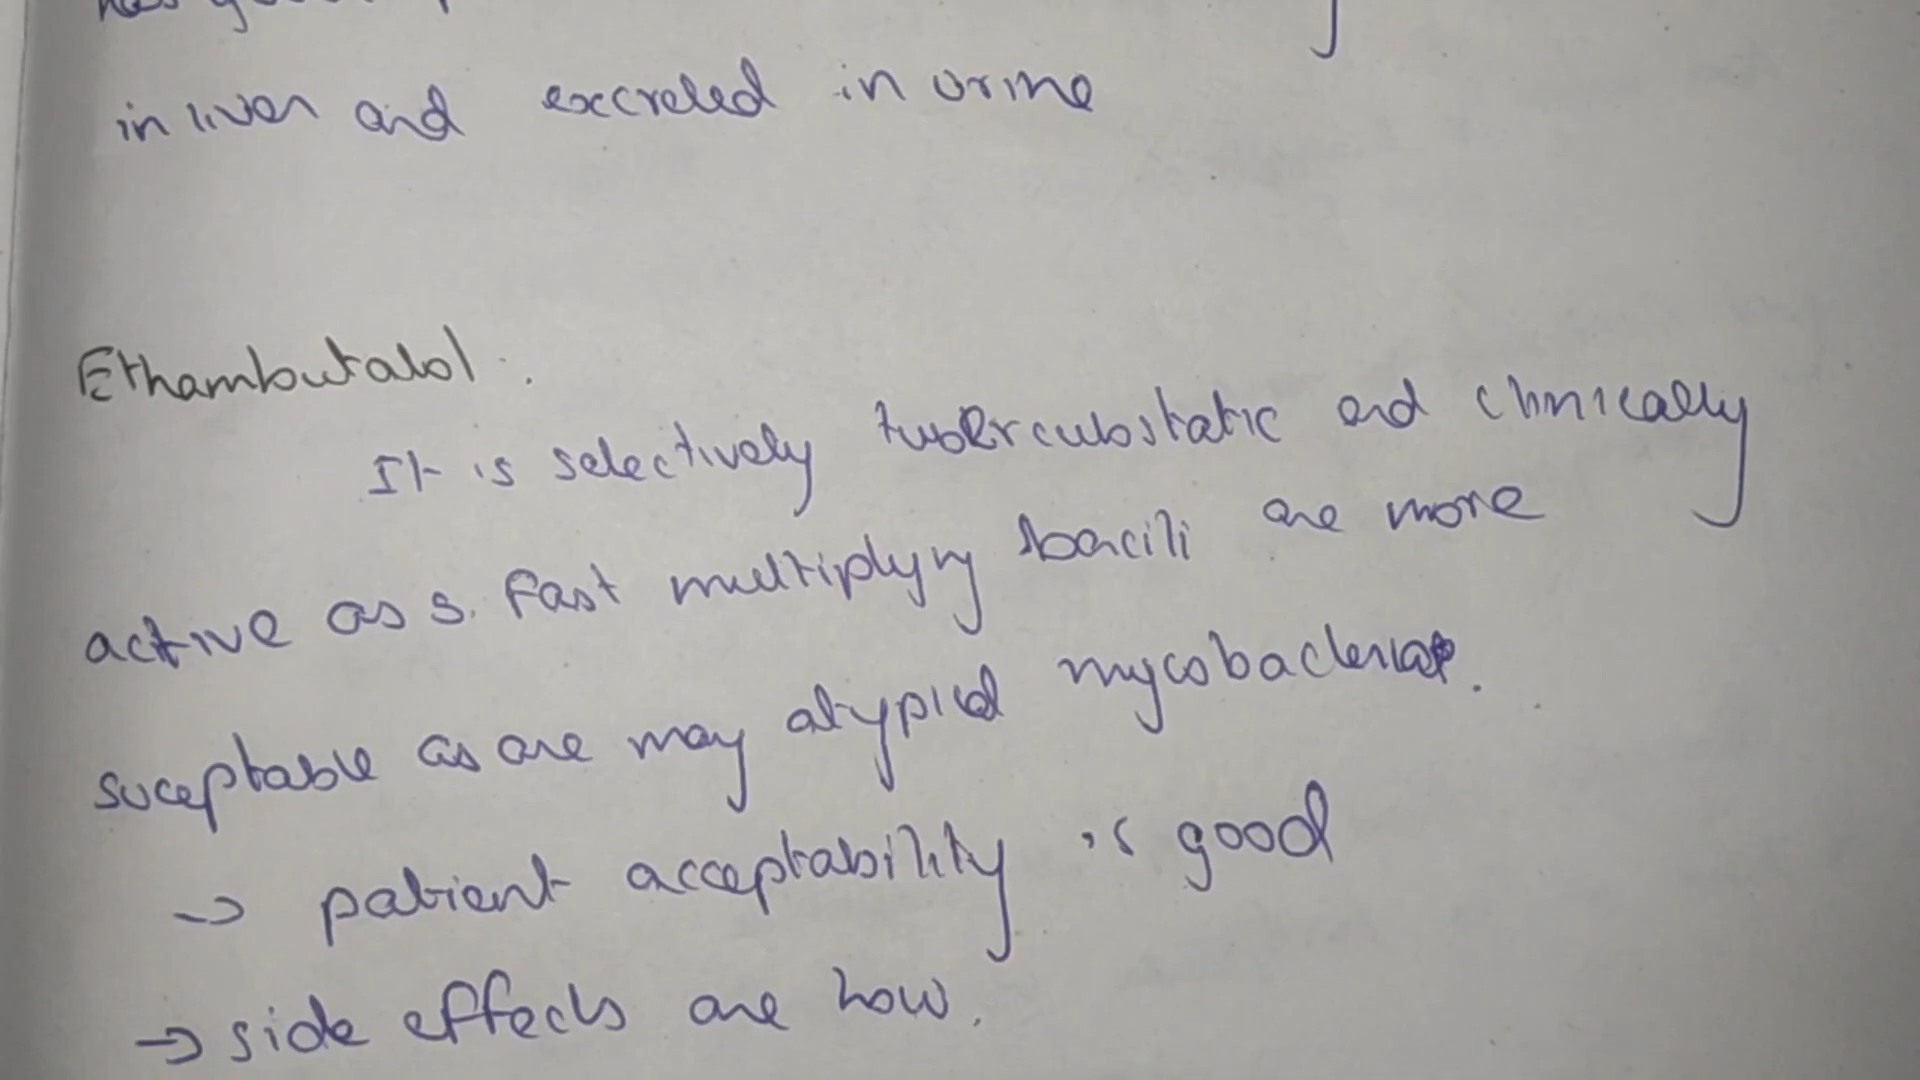 in liver and excreted in urine
Ethambutalol :
It is selectively tuberculostatic and clinically
active as s. Fast multiplying bacili are more
suceptable as are may atypical mycobacteria.
→ patient acceptability is good
→ side effects are how.